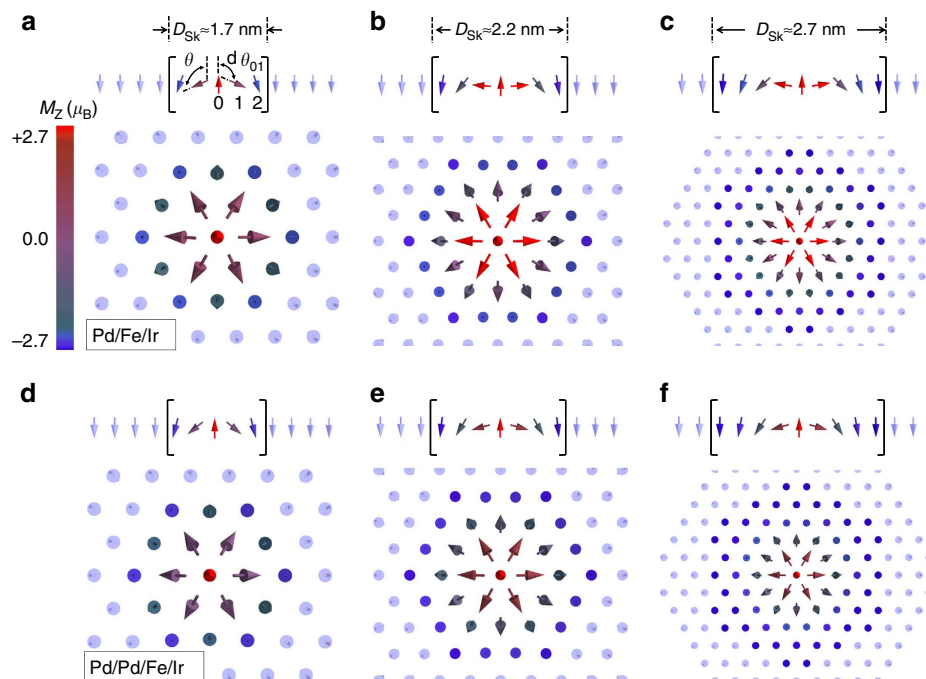 a
b
c
D_Sk≈1.7 nm
D_Sk≈2.2 nm
D_Sk≈2.7 nm
θ
d θ_01
0 1 2
M_Z (μ_B)
+2.7
0.0
−2.7
Pd/Fe/Ir
d
e
f
Pd/Pd/Fe/Ir